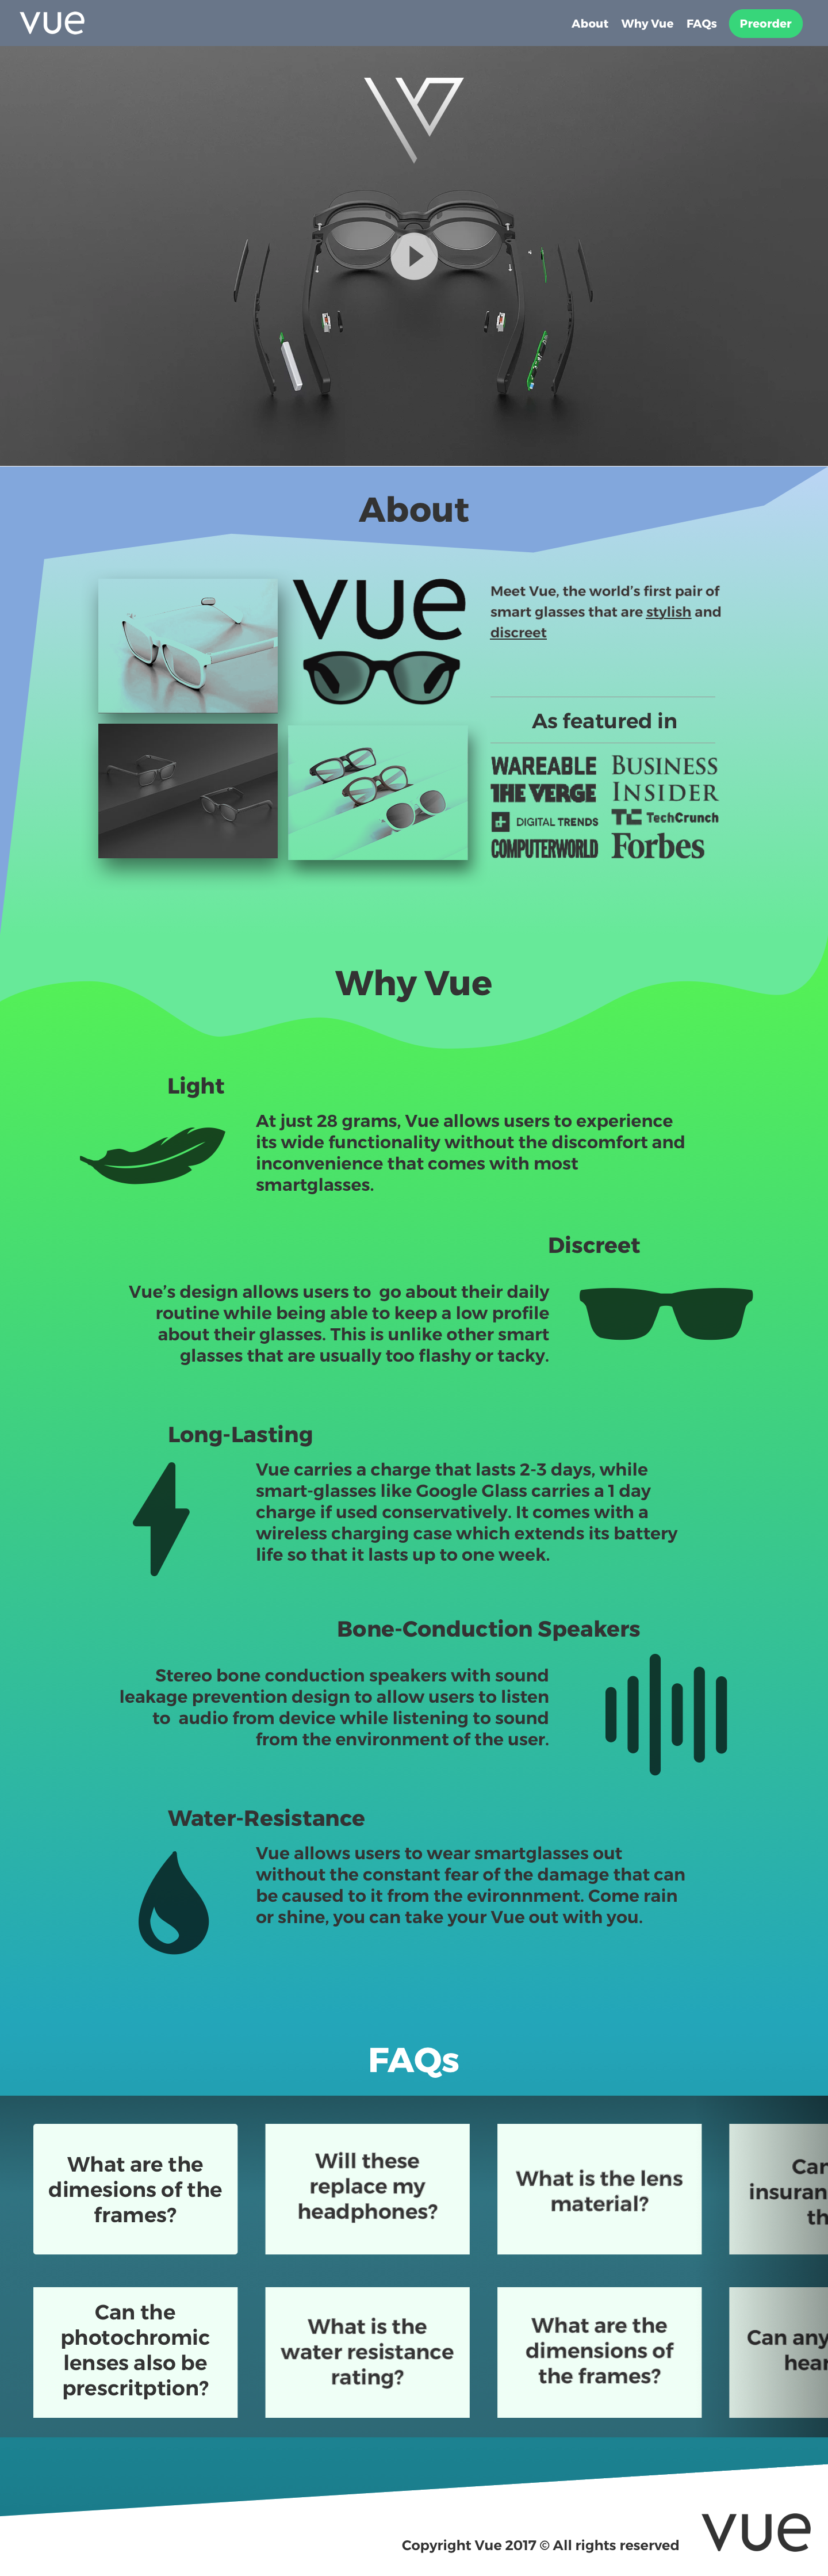 vue
About Why Vue FAQs Preorder
About
vue
Meet Vue, the world's first pair of
smart glasses that are stylish and
discreet
As featured in
WAREABLE
BUSINESS
INSIDER
THE VERGE
DIGITAL TRENDS
TC TechCrunch
COMPUTERWORLD
Forbes
Why Vue
Light
At just 28 grams, Vue allows users to experience
its wide functionality without the discomfort and
inconvenience that comes with most
smartglasses.
Discreet
Vue's design allows users to go about their daily
routine while being able to keep a low profile
about their glasses. This is unlike other smart
glasses that are usually too flashy or tacky.
Long-Lasting
Vue carries a charge that lasts 2-3 days, while
smart-glasses like Google Glass carries a 1 day
charge if used conservatively. It comes with a
wireless charging case which extends its battery
life so that it lasts up to one week.
Bone-Conduction Speakers
Stereo bone conduction speakers with sound
leakage prevention design to allow users to listen
to audio from device while listening to sound
from the environment of the user.
Water-Resistance
Vue allows users to wear smartglasses out
without the constant fear of the damage that can
be caused to it from the evironnment. Come rain
or shine, you can take your Vue out with you.
FAQs
What are the
dimesions of the
frames?
Will these
replace my
headphones?
What is the lens
material?
Can
insuran
th
Can the
photochromic
lenses also be
prescritption?
What is the
water resistance
rating?
What are the
dimensions of
the frames?
Can any
hear
Copyright Vue 2017 © All rights reserved
vue